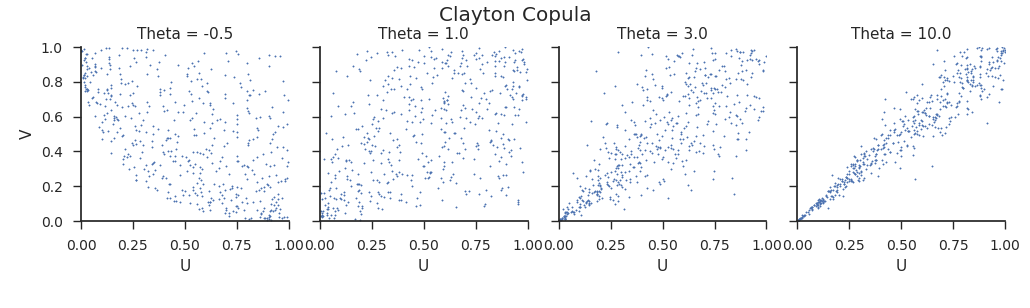 Clayton Copula
Theta = -0.5 Theta = 1.0 Theta = 3.0 Theta = 10.0
1.0
0.8
0.6
V
0.4
0.2
0.0
0.00 0.25 0.50 0.75 1.00 0.00 0.25 0.50 0.75 1.00 0.00 0.25 0.50 0.75 1.00 0.00 0.25 0.50 0.75 1.00
U U U U